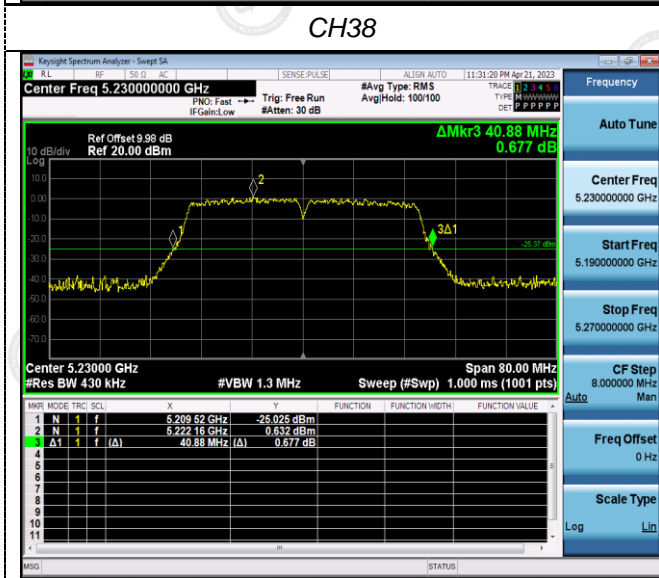 CH38
Keysight Spectrum Analyzer - Swept SA
RL RF 50 Ω AC SENSE:PULSE ALIGN AUTO 11:31:20 PM Apr 21, 2023
Center Freq 5.230000000 GHz #Avg Type: RMS TRACE 1 2 3 4 5 6
PNO: Fast Trig: Free Run Avg|Hold: 100/100 TYPE M WWWWW
IFGain:Low #Atten: 30 dB DET P P P P P P
ΔMkr3 40.88 MHz
0.677 dB
Ref Offset 9.98 dB
10 dB/div Ref 20.00 dBm
Log
10.0
0.00
-10.0
-20.0
-30.0
-40.0
-50.0
-60.0
-70.0
2
1
3Δ1
-25.37 dBm
Center 5.23000 GHz Span 80.00 MHz
#Res BW 430 kHz #VBW 1.3 MHz Sweep (#Swp) 1.000 ms (1001 pts)
MKR MODE TRC SCL X Y FUNCTION FUNCTION WIDTH FUNCTION VALUE
1 N 1 f 5.209 52 GHz -25.025 dBm
2 N 1 f 5.222 16 GHz 0.632 dBm
3 Δ1 1 f (Δ) 40.88 MHz (Δ) 0.677 dB
4
5
6
7
8
9
10
11
MSG STATUS
Frequency
Auto Tune
Center Freq
5.230000000 GHz
Start Freq
5.190000000 GHz
Stop Freq
5.270000000 GHz
CF Step
8.000000 MHz
Auto Man
Freq Offset
0 Hz
Scale Type
Log Lin